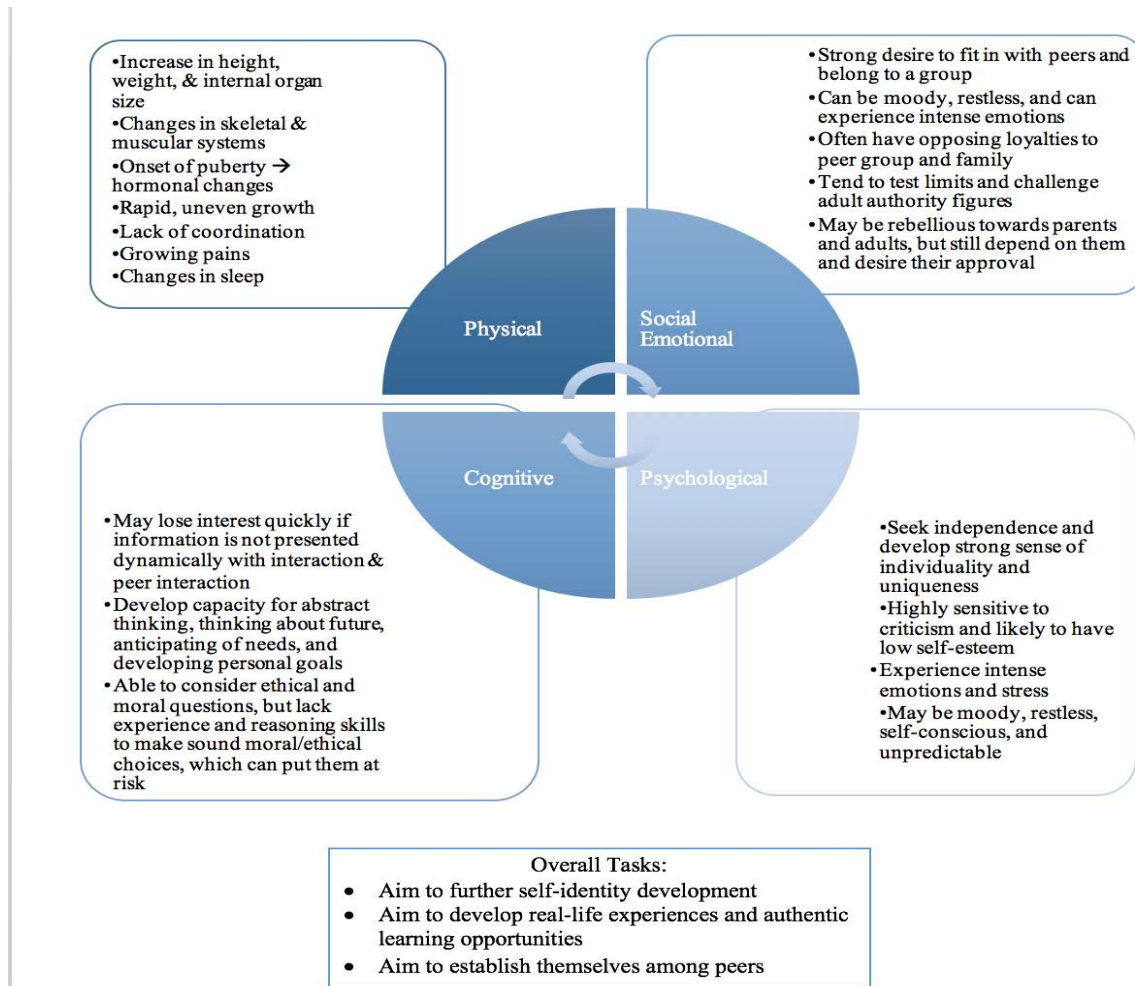 •Increase in height,
weight, & internal organ
size
•Changes in skeletal &
muscular systems
•Onset of puberty →
hormonal changes
•Rapid, uneven growth
•Lack of coordination
•Growing pains
•Changes in sleep
•Strong desire to fit in with peers and
belong to a group
•Can be moody, restless, and can
experience intense emotions
•Often have opposing loyalties to
peer group and family
•Tend to test limits and challenge
adult authority figures
•May be rebellious towards parents
and adults, but still depend on them
and desire their approval
Physical
Social
Emotional
Cognitive
Psychological
•May lose interest quickly if
information is not presented
dynamically with interaction &
peer interaction
•Develop capacity for abstract
thinking, thinking about future,
anticipating of needs, and
developing personal goals
•Able to consider ethical and
moral questions, but lack
experience and reasoning skills
to make sound moral/ethical
choices, which can put them at
risk
•Seek independence and
develop strong sense of
individuality and
uniqueness
•Highly sensitive to
criticism and likely to have
low self-esteem
•Experience intense
emotions and stress
•May be moody, restless,
self-conscious, and
unpredictable
Overall Tasks:
• Aim to further self-identity development
• Aim to develop real-life experiences and authentic
learning opportunities
• Aim to establish themselves among peers